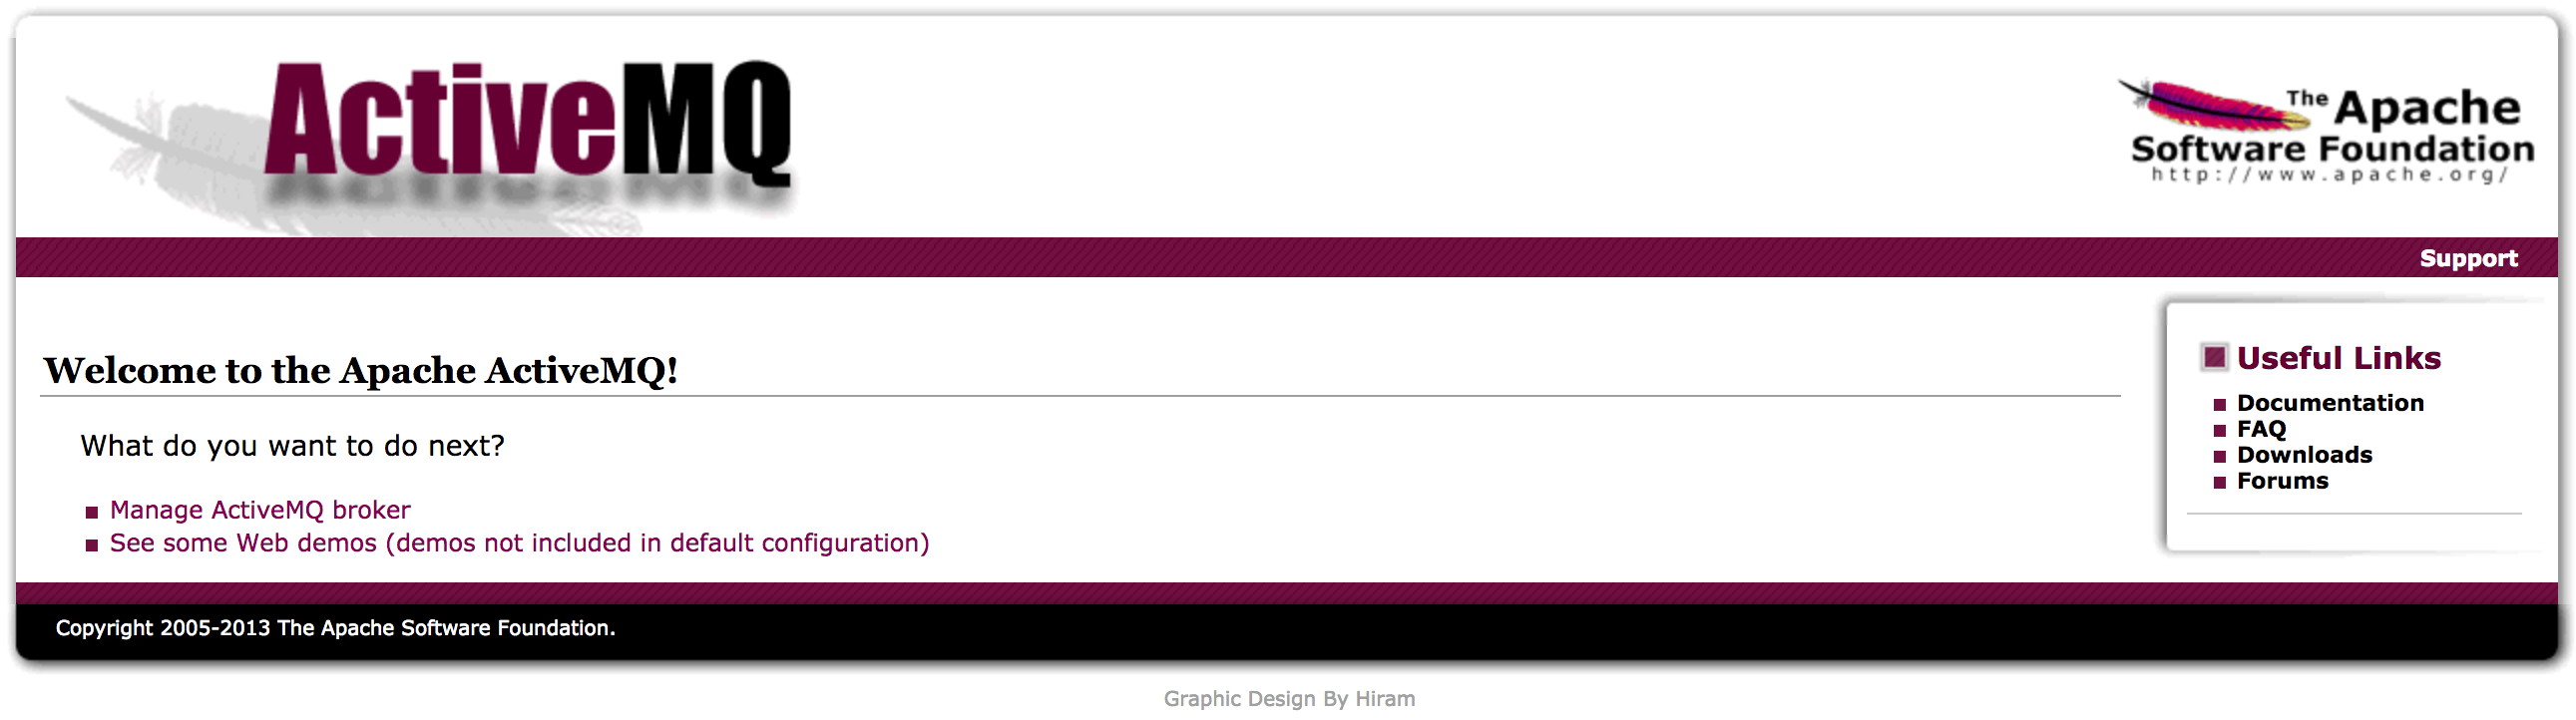 ActiveMQ
The Apache
Software Foundation
http://www.apache.org/
Support
Welcome to the Apache ActiveMQ!
What do you want to do next?
Manage ActiveMQ broker
See some Web demos (demos not included in default configuration)
Useful Links
Documentation
FAQ
Downloads
Forums
Copyright 2005-2013 The Apache Software Foundation.
Graphic Design By Hiram